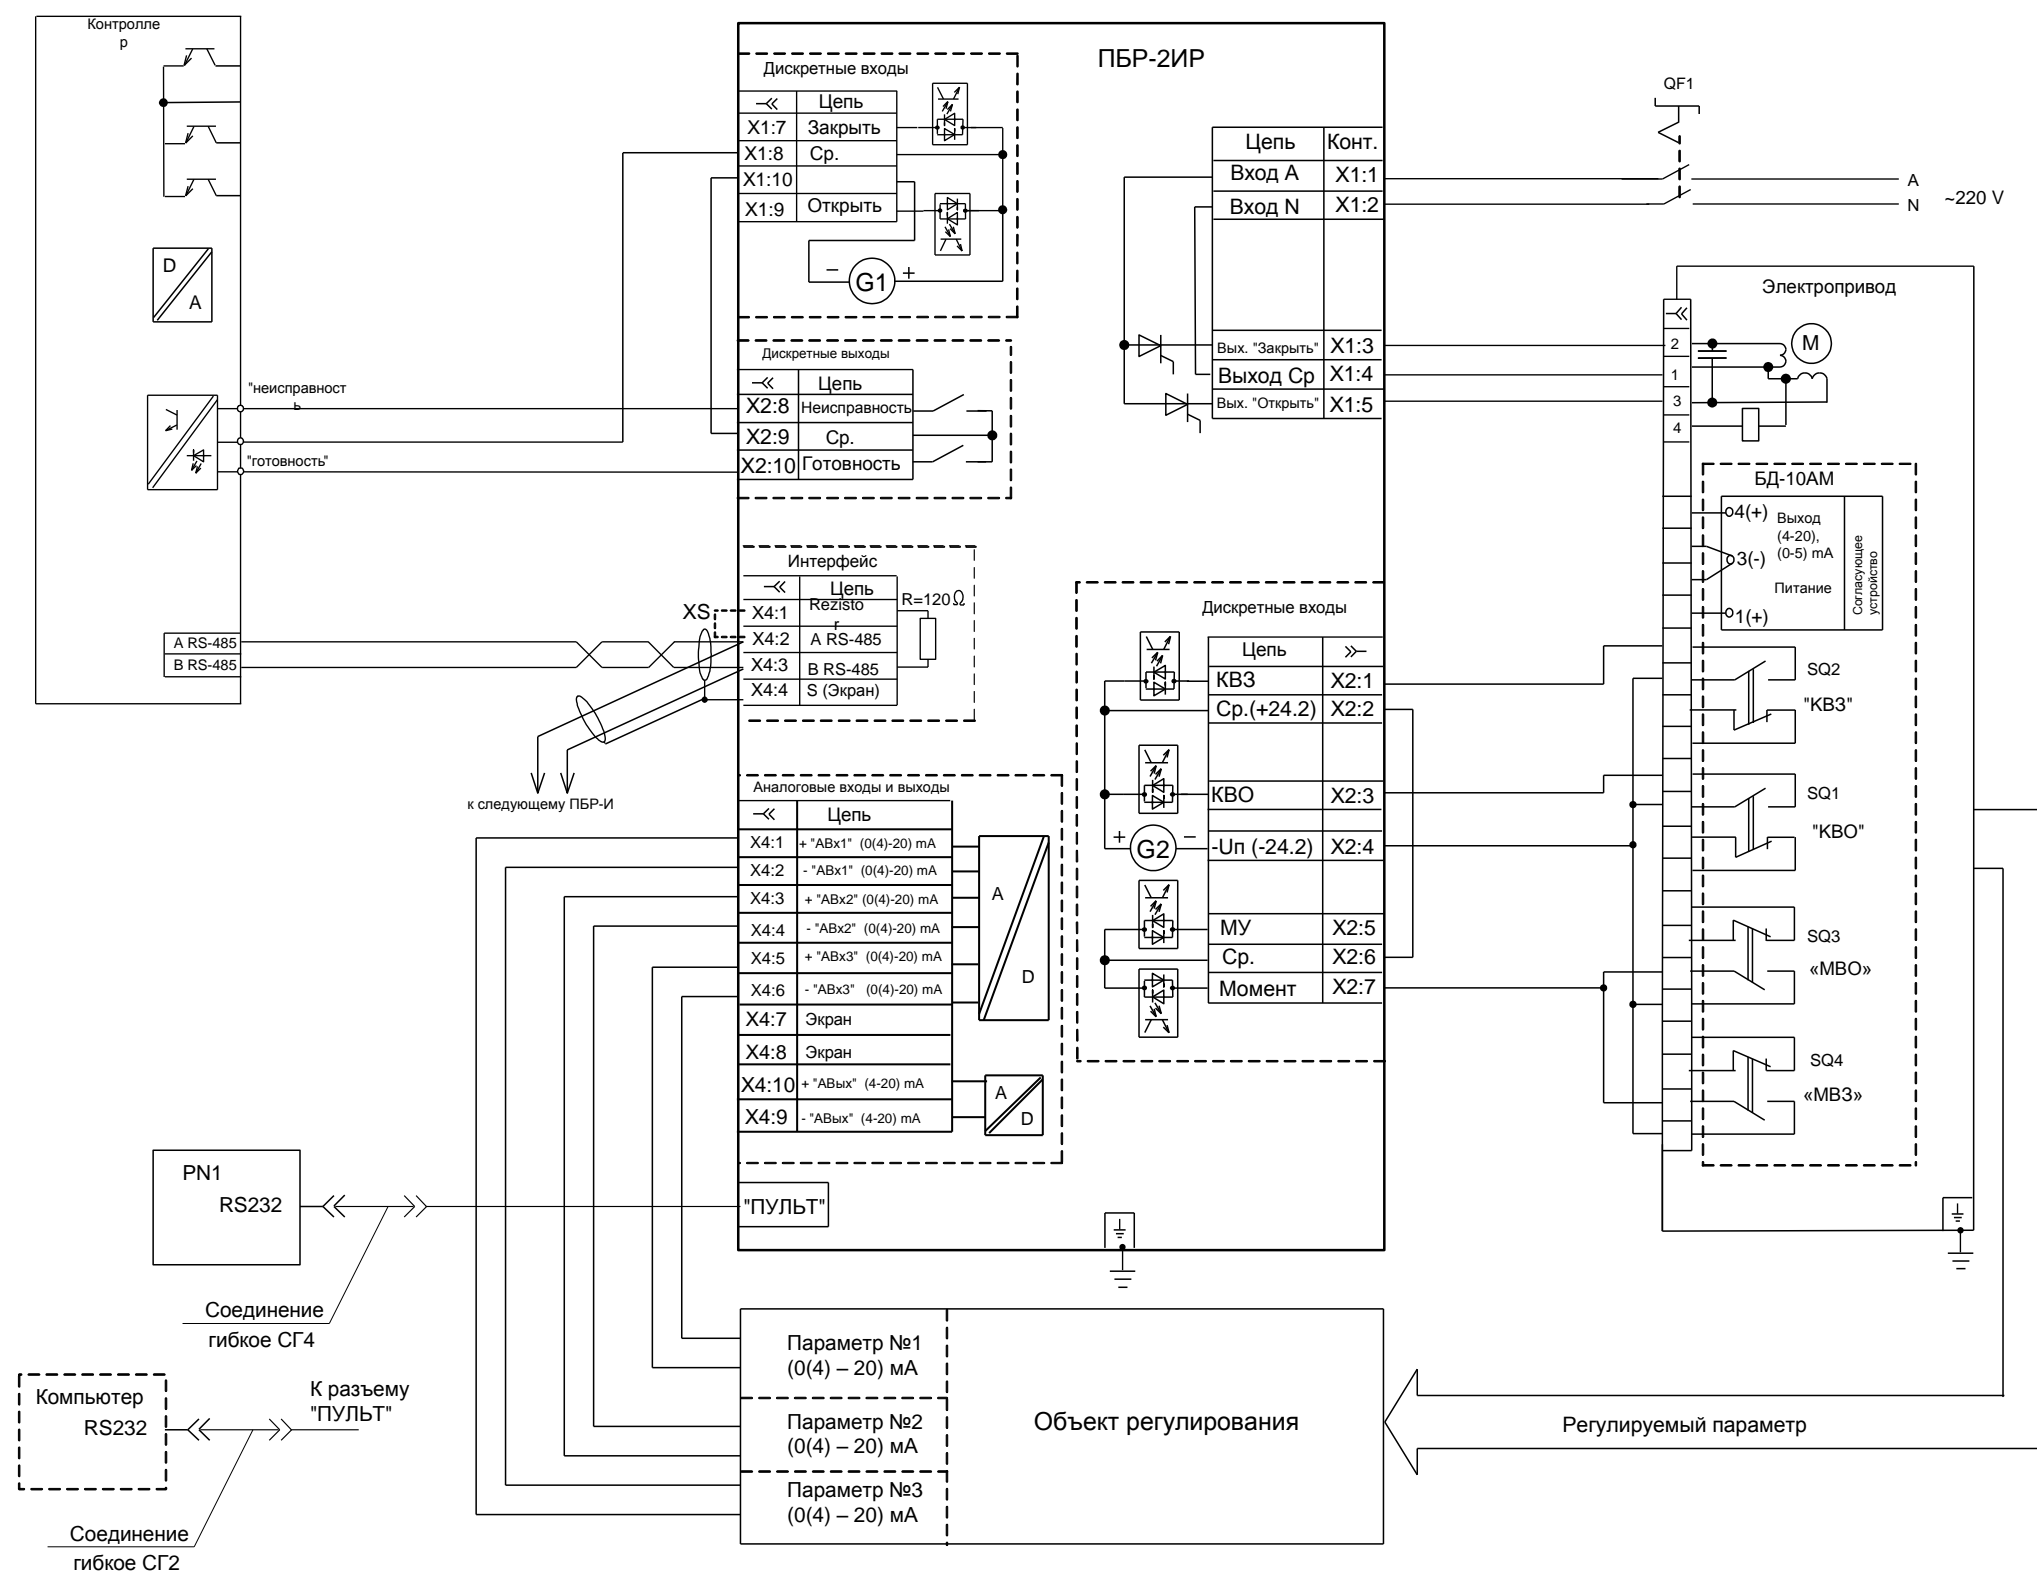 Контролле
р
D
A
"неисправност
ь
"готовность"
A RS-485
B RS-485
ПБР-2ИР
Дискретные входы
Цепь
X1:7 Закрыть
X1:8 Ср.
X1:10
X1:9 Открыть
− G1 +
Дискретные выходы
Цепь
X2:8 Неисправность
X2:9 Ср.
X2:10 Готовность
Интерфейс
Цепь
XS
X4:1 Rezisto
r
R=120Ω
X4:2 A RS-485
X4:3 B RS-485
X4:4 S (Экран)
к следующему ПБР-И
Аналоговые входы и выходы
Цепь
X4:1 + "АВх1" (0(4)-20) mA
X4:2 - "АВх1" (0(4)-20) mA
X4:3 + "АВх2" (0(4)-20) mA
X4:4 - "АВх2" (0(4)-20) mA
X4:5 + "АВх3" (0(4)-20) mA
X4:6 - "АВх3" (0(4)-20) mA
X4:7 Экран
X4:8 Экран
X4:10 + "АВых" (4-20) mA
X4:9 - "АВых" (4-20) mA
A
D
A
D
"ПУЛЬТ"
Цепь Конт.
Вход А X1:1
Вход N X1:2
Вых. "Закрыть" X1:3
Выход Ср X1:4
Вых. "Открыть" X1:5
Дискретные входы
Цепь
КВЗ X2:1
Ср.(+24.2) X2:2
КВО X2:3
+ G2 −
-Uп (-24.2) X2:4
МУ X2:5
Ср. X2:6
Момент X2:7
QF1
A
N
~220 V
Электропривод
2
1
3
4
M
БД-10АМ
4(+)
3(-)
1(+)
Выход
(4-20),
(0-5) mA
Питание
Согласующее
устройство
SQ2
"КВЗ"
SQ1
"КВО"
SQ3
«МВО»
SQ4
«МВЗ»
PN1
RS232
Соединение
гибкое СГ4
Компьютер
RS232
К разъему
"ПУЛЬТ"
Соединение
гибкое СГ2
Параметр №1
(0(4) – 20) мА
Параметр №2
(0(4) – 20) мА
Параметр №3
(0(4) – 20) мА
Объект регулирования
Регулируемый параметр